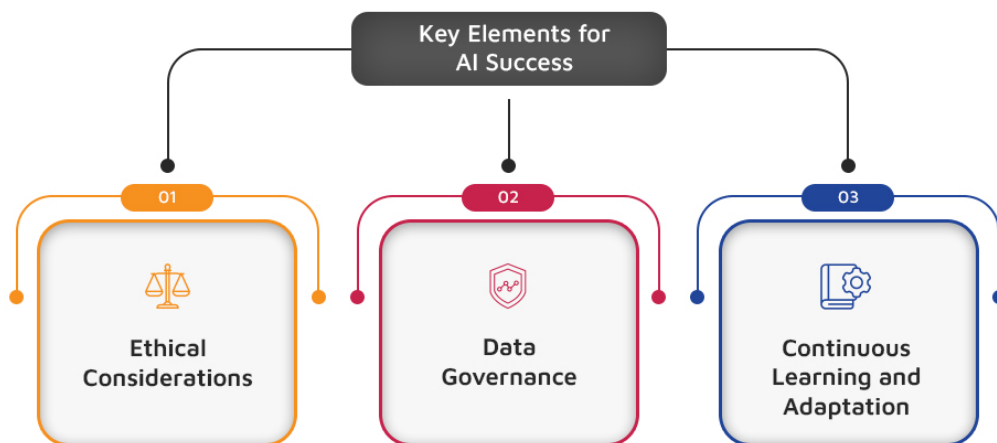 Key Elements for
AI Success
01
Ethical
Considerations
02
Data
Governance
03
Continuous
Learning and
Adaptation